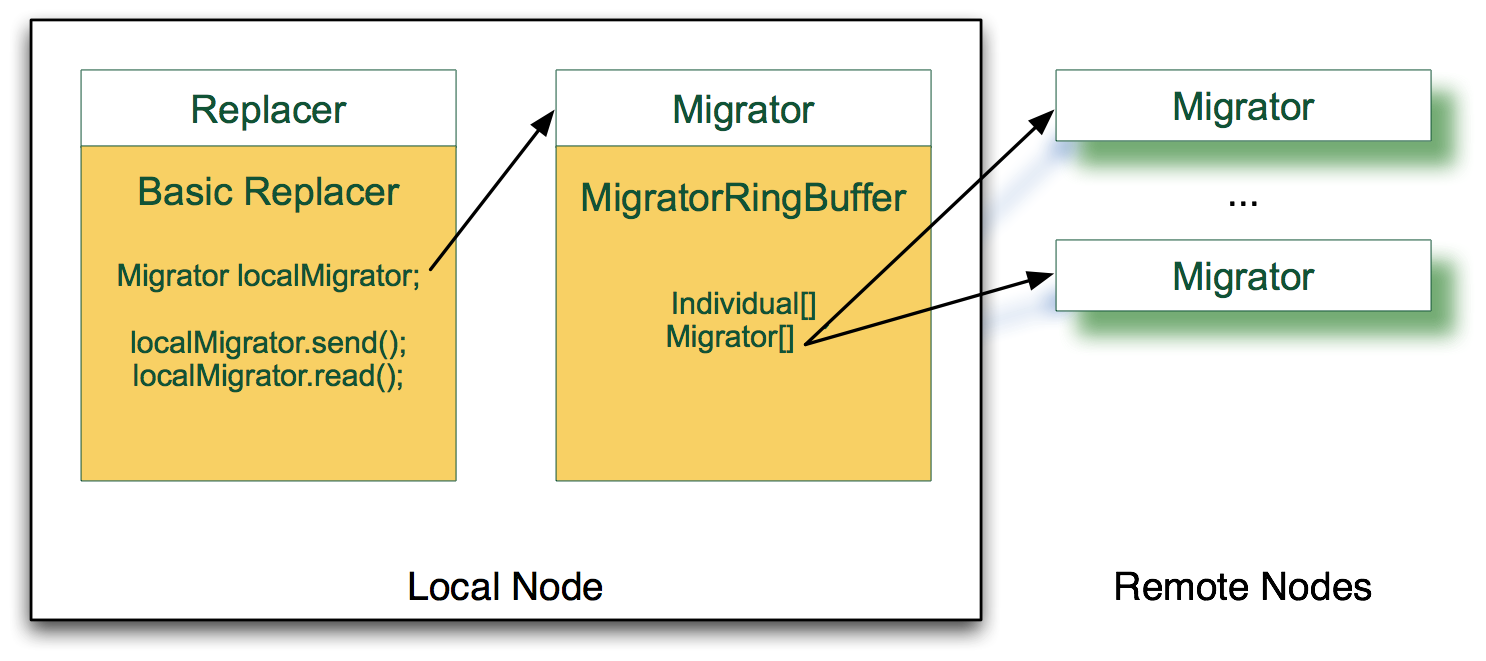 Replacer
Basic Replacer
Migrator localMigrator;
localMigrator.send();
localMigrator.read();
Migrator
MigratorRingBuffer
Individual[]
Migrator[]
Local Node
Migrator
...
Migrator
Remote Nodes